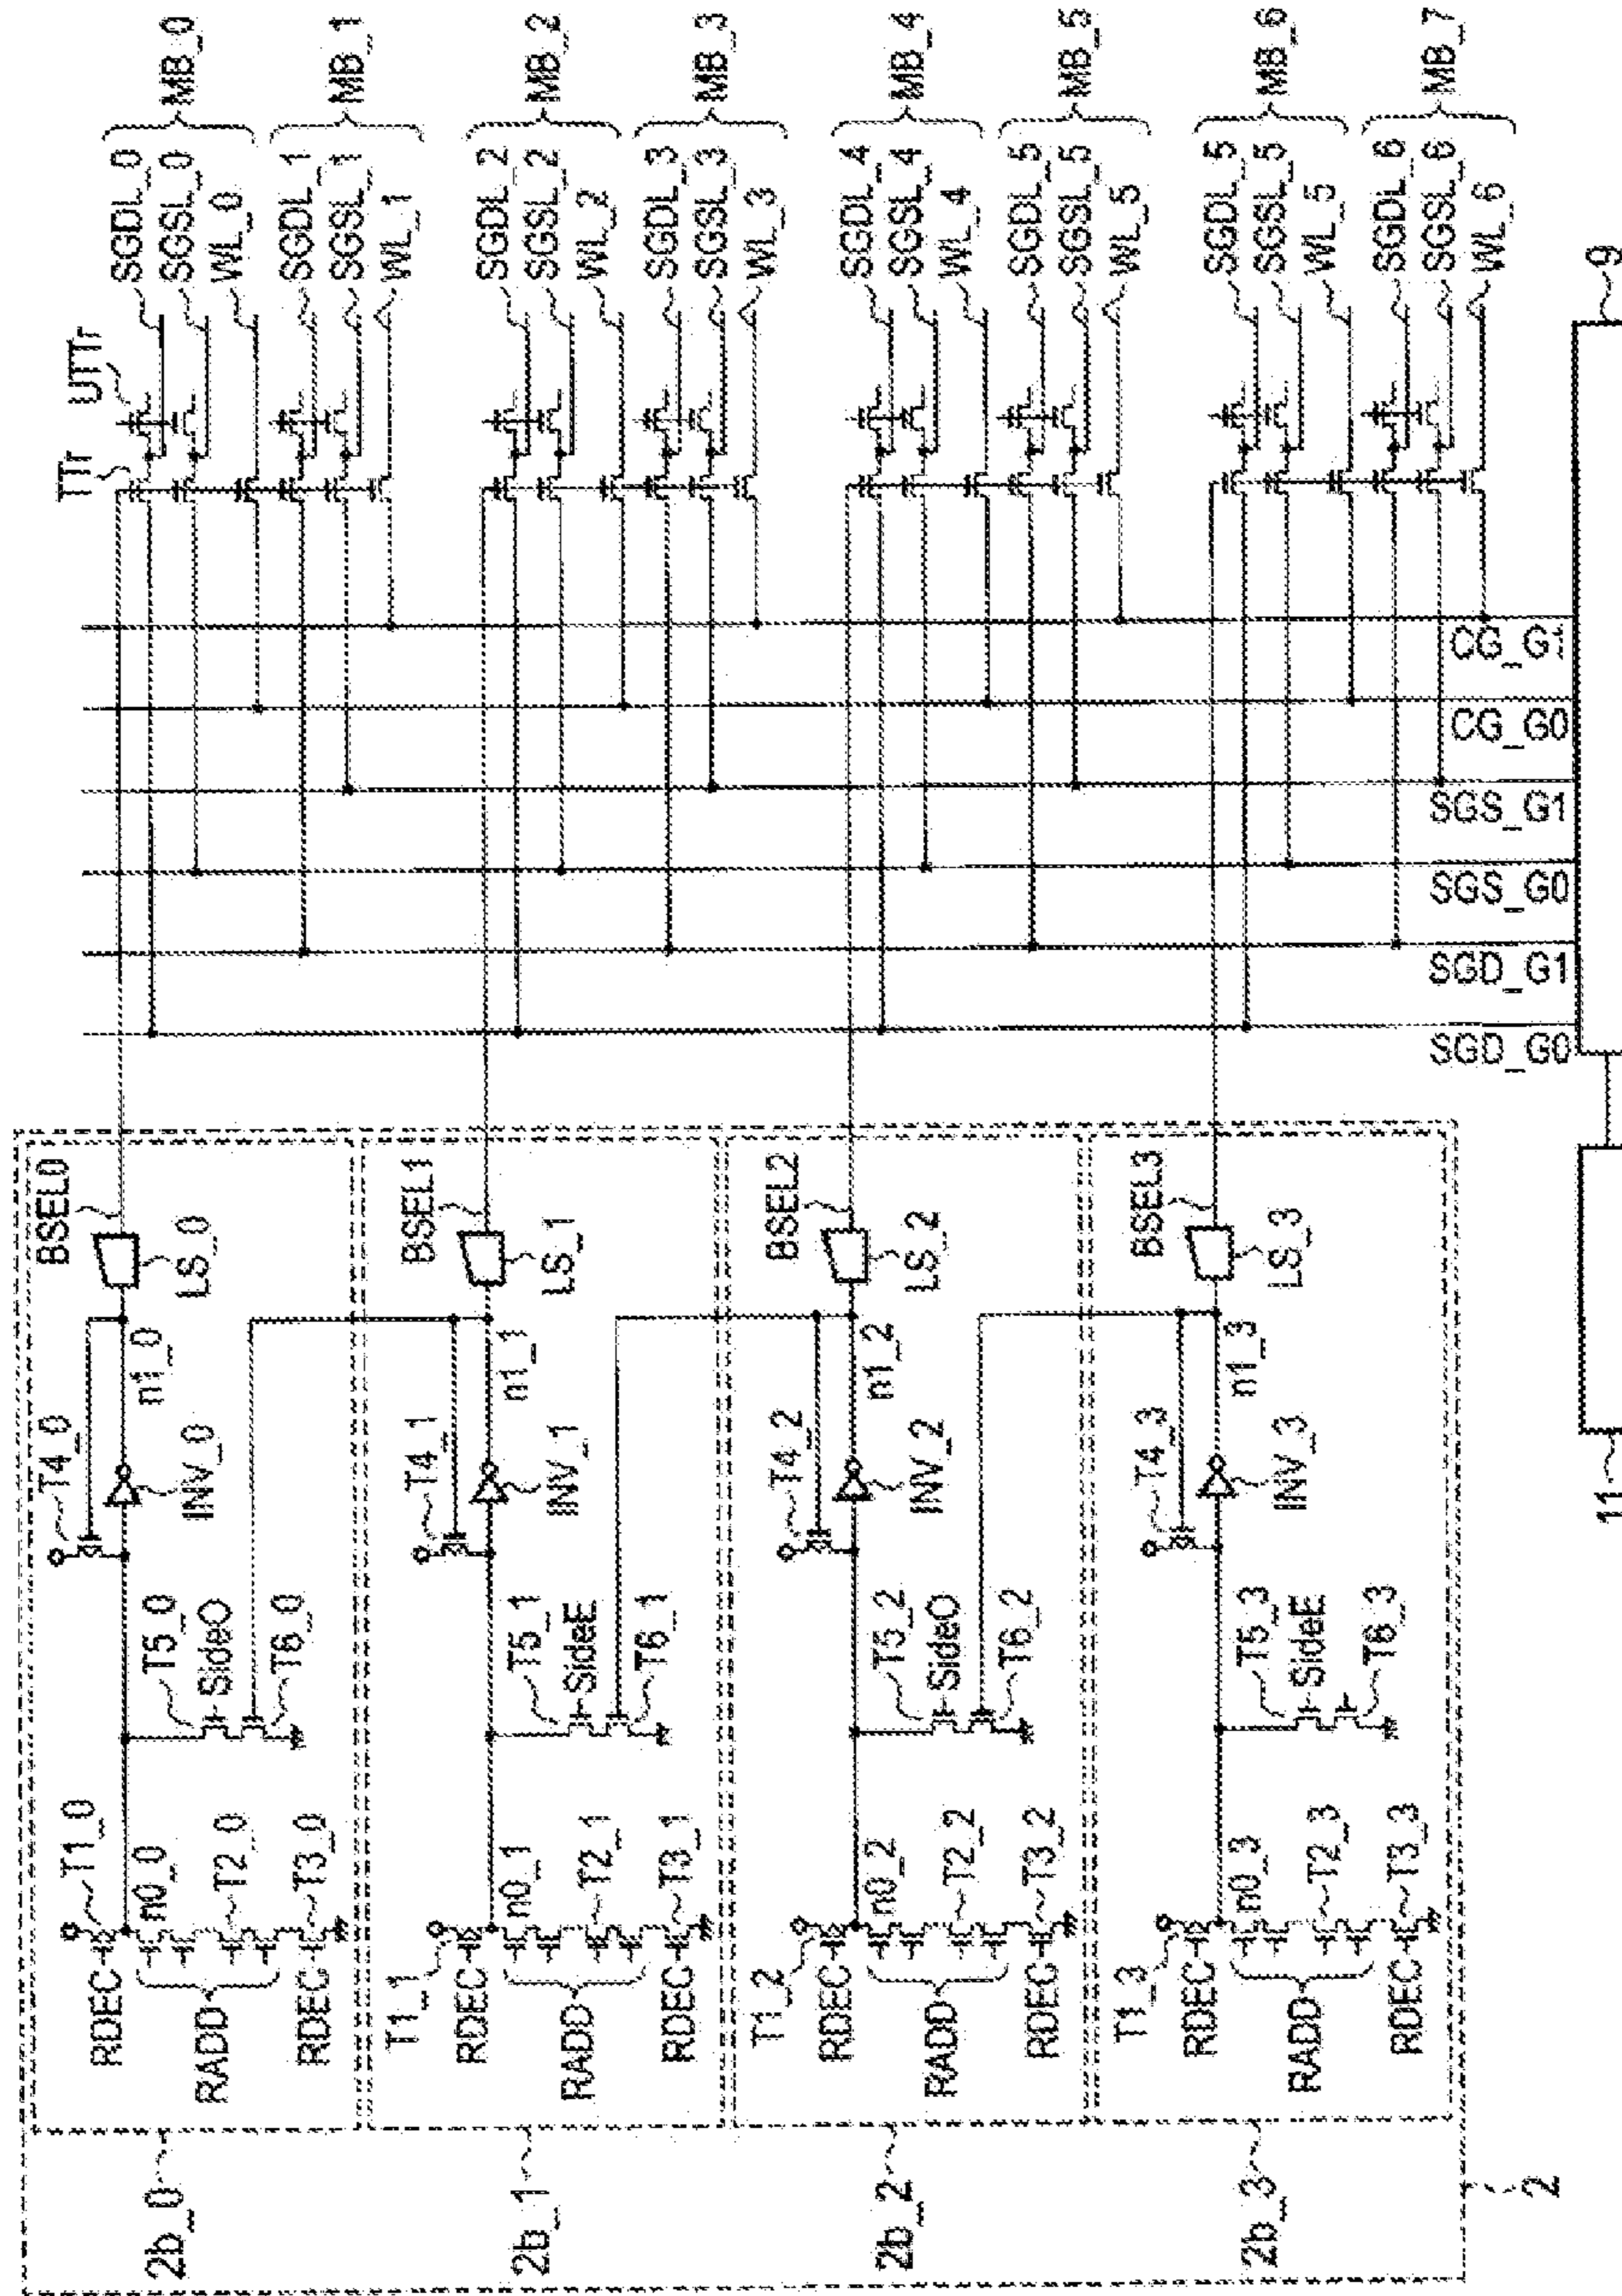 2b_0
RDEC
T1_0
n0_0
RADD
T2_0
RDEC
T3_0
T5_0
SideO
T6_0
T4_0
INV_0
n1_0
BSEL0
LS_0
2b_1
T1_1
RDEC
n0_1
RADD
T2_1
RDEC
T3_1
T5_1
SideE
T6_1
T4_1
INV_1
n1_1
BSEL1
LS_1
2b_2
T1_2
RDEC
n0_2
RADD
T2_2
RDEC
T3_2
T5_2
SideO
T6_2
T4_2
INV_2
n1_2
BSEL2
LS_2
2b_3
T1_3
RDEC
n0_3
RADD
T2_3
RDEC
T3_3
T5_3
SideE
T6_3
T4_3
INV_3
n1_3
BSEL3
LS_3
2
TTr
UTTr
SGDL_0
SGSL_0
WL_0
MB_0
SGDL_1
SGSL_1
WL_1
MB_1
SGDL_2
SGSL_2
WL_2
MB_2
SGDL_3
SGSL_3
WL_3
MB_3
SGDL_4
SGSL_4
WL_4
MB_4
SGDL_5
SGSL_5
WL_5
MB_5
SGDL_5
SGSL_5
WL_5
MB_6
SGDL_6
SGSL_6
WL_6
MB_7
SGD_G0
SGD_G1
SGS_G0
SGS_G1
CG_G0
CG_G1
11
9